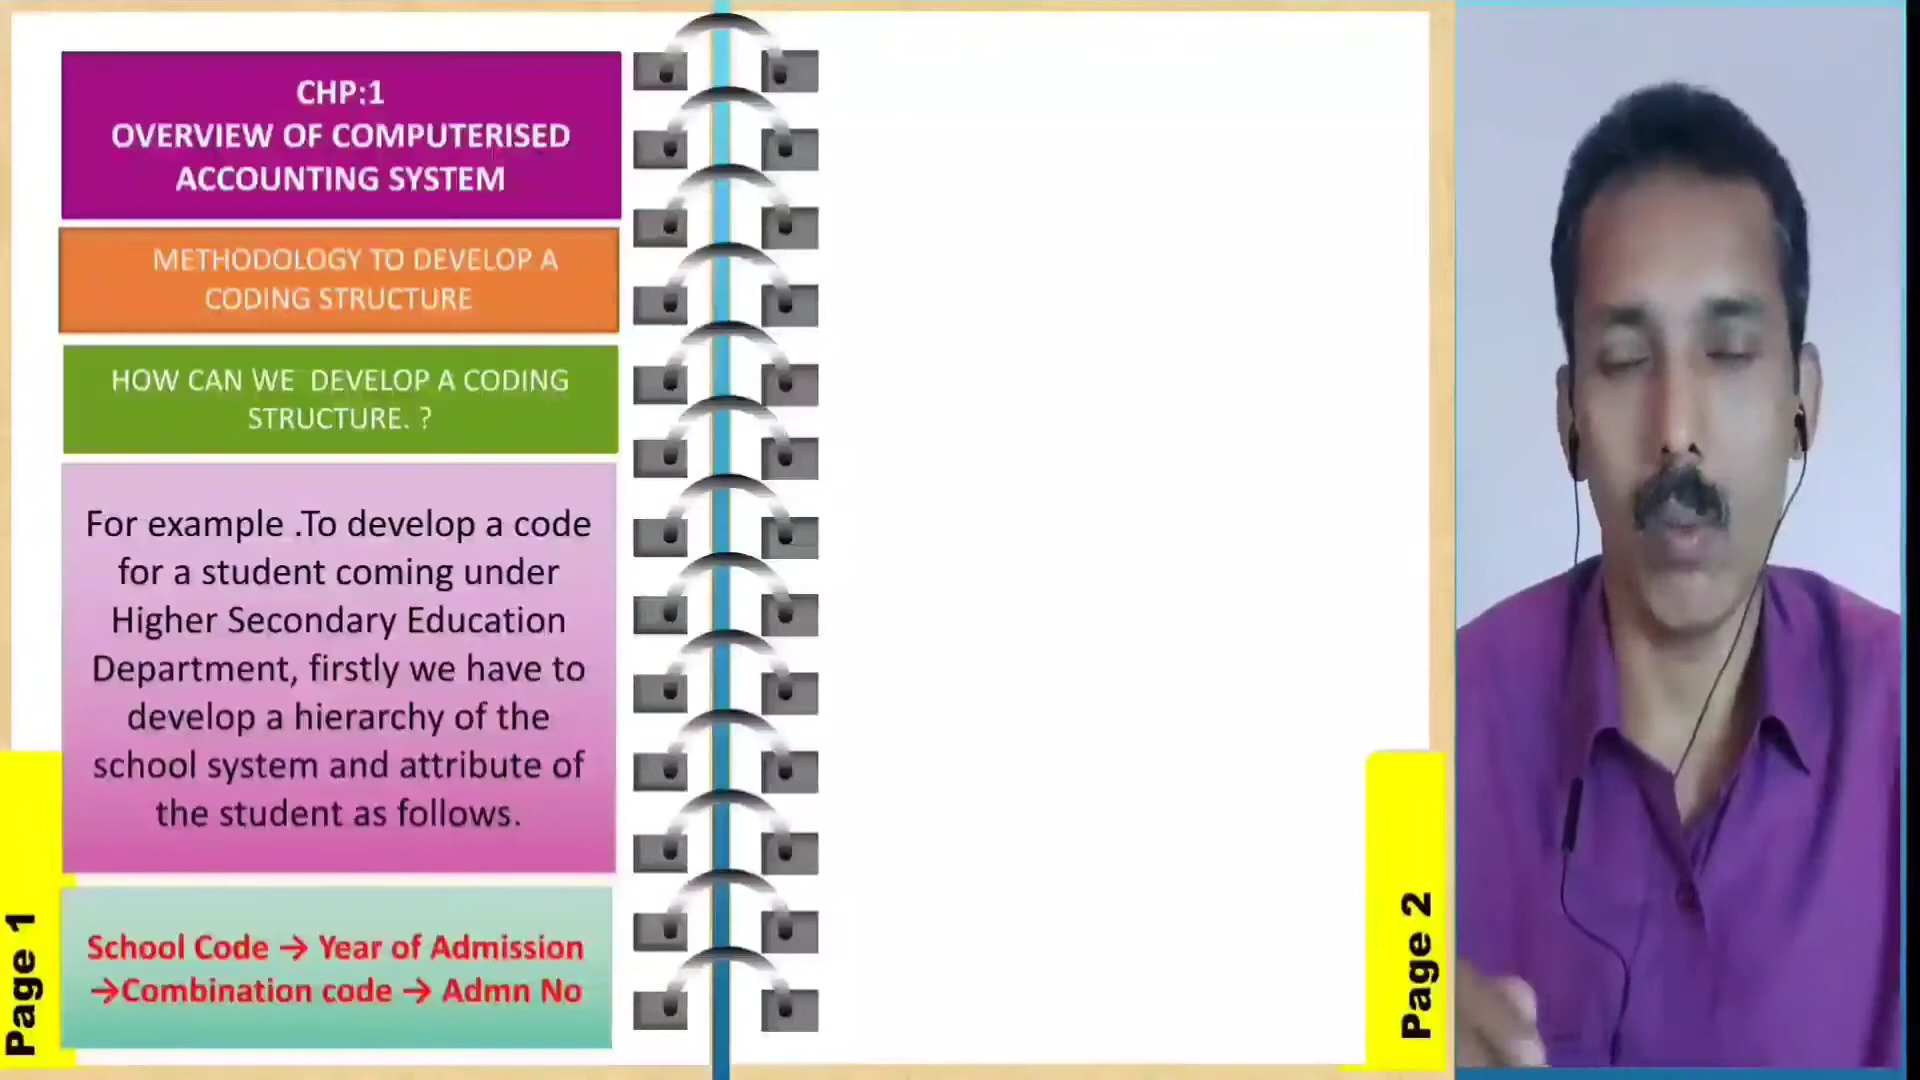 CHP:1
OVERVIEW OF COMPUTERISED
ACCOUNTING SYSTEM
METHODOLOGY TO DEVELOP A
CODING STRUCTURE
HOW CAN WE DEVELOP A CODING
STRUCTURE. ?
For example .To develop a code
for a student coming under
Higher Secondary Education
Department, firstly we have to
develop a hierarchy of the
school system and attribute of
the student as follows.
School Code → Year of Admission
→Combination code → Admn No
Page 1
Page 2